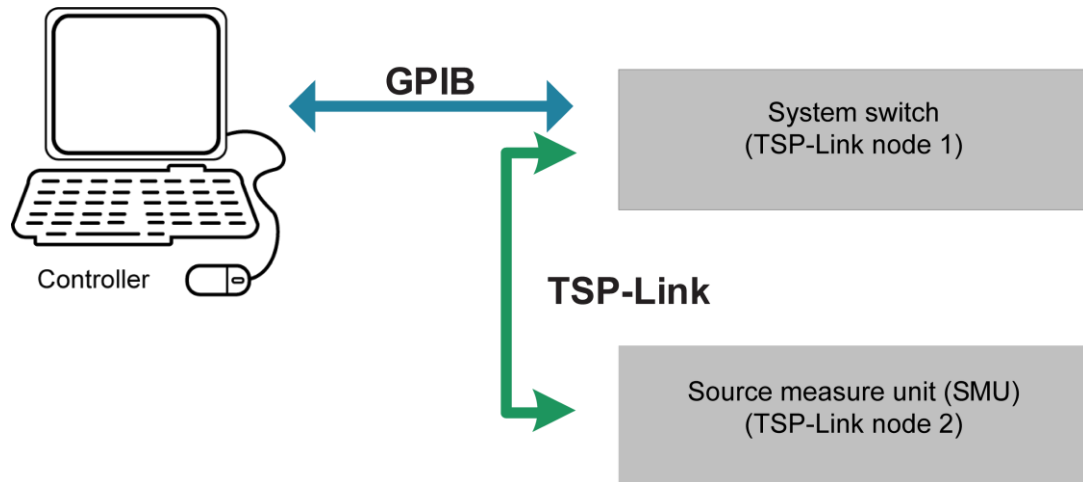 GPIB
System switch
(TSP-Link node 1)
Controller
TSP-Link
Source measure unit (SMU)
(TSP-Link node 2)